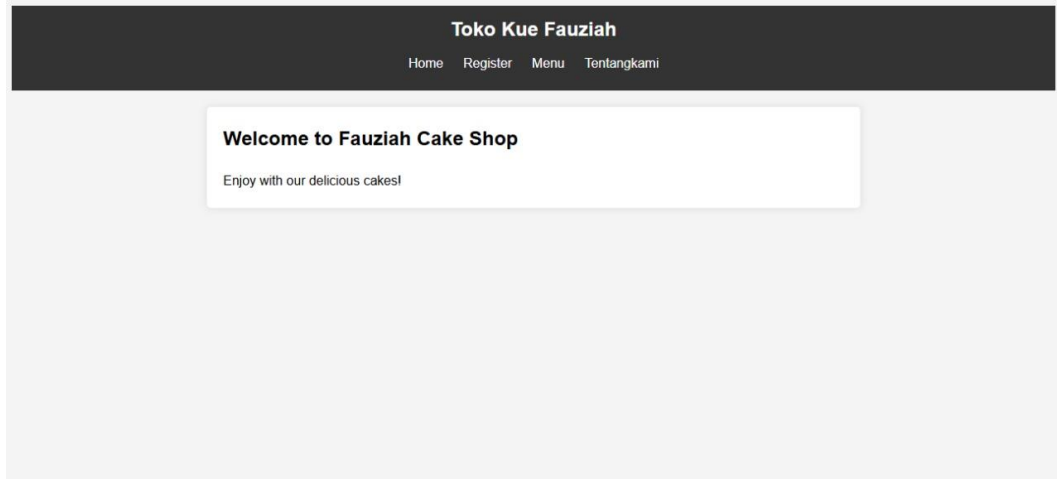 Toko Kue Fauziah
Home Register Menu Tentangkami
Welcome to Fauziah Cake Shop
Enjoy with our delicious cakes!